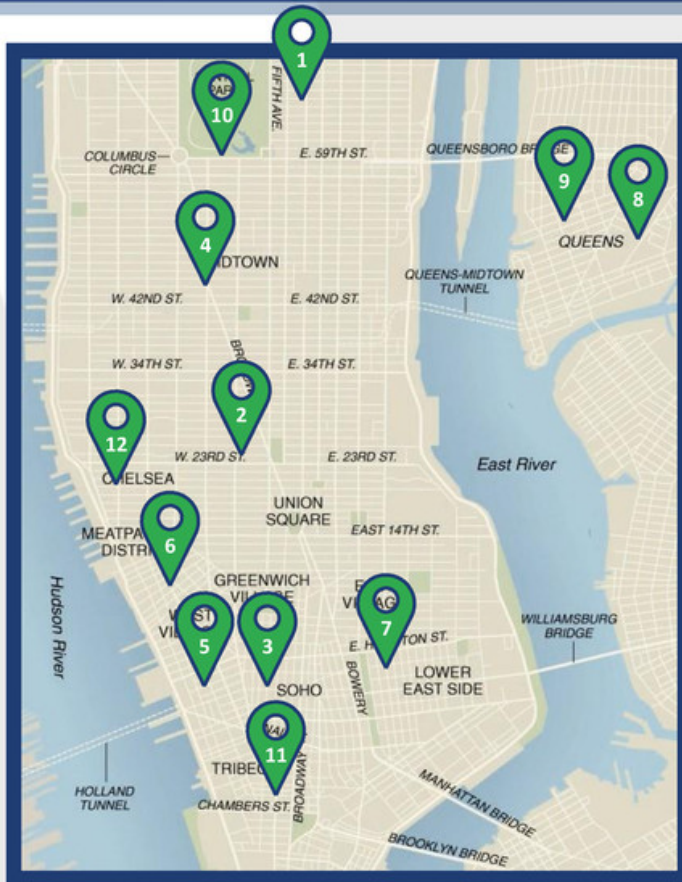 1
FIFTH AVE.
10
COLUMBUS
CIRCLE
E. 59TH ST.
QUEENSBORO
9
8
QUEENS
4
QUEENS-MIDTOWN
TUNNEL
W. 42ND ST.
E. 42ND ST.
W. 34TH ST.
E. 34TH ST.
2
12
W. 23RD ST.
E. 23RD ST.
East River
UNION
SQUARE
EAST 14TH ST.
6
Hudson River
GREENWICH
5
3
7
WILLIAMSBURG
BRIDGE
BOWERY
LOWER
EAST SIDE
SOHO
11
BROADWAY
HOLLAND
TUNNEL
CHAMBERS ST.
MANHATTAN BRIDGE
BROOKLYN BRIDGE